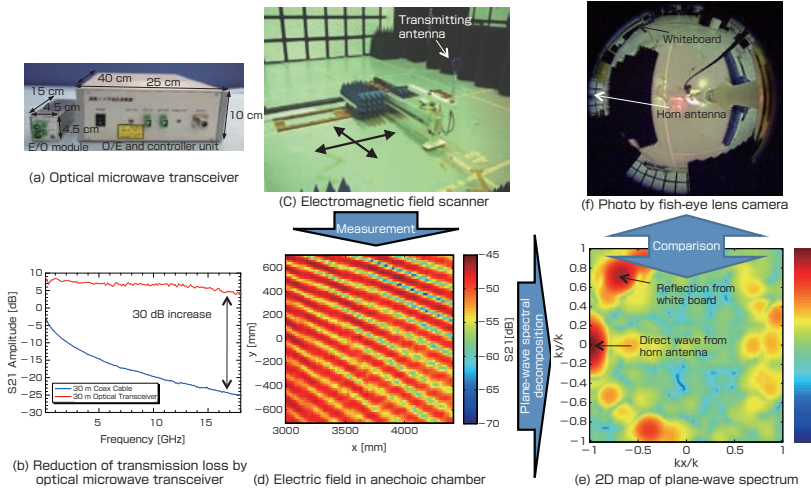 40 cm
25 cm
15 cm
4.5 cm
4.5 cm
10 cm
E/O module
O/E and controller unit
(a) Optical microwave transceiver
Transmitting
antenna
(C) Electromagnetic field scanner
Whiteboard
Horn antenna
(f) Photo by fish-eye lens camera
Measurement
Comparison
S21 Amplitude [dB]
10
5
0
−5
−10
−15
−20
−25
−30
30 dB increase
30 m Coax Cable
30 m Optical Transceiver
5
10
15
Frequency [GHz]
(b) Reduction of transmission loss by
optical microwave transceiver
y [mm]
600
400
200
0
−200
−400
−600
3000
3500
4000
x [mm]
−45
−50
−55
−60
−65
−70
S21 [dB]
(d) Electric field in anechoic chamber
Plane-wave spectral
decomposition
ky/k
1
0.8
0.6
0.4
0.2
0
−0.2
−0.4
−0.6
−0.8
−1
Reflection from
white board
Direct wave from
horn antenna
−1
−0.5
0
0.5
1
kx/k
(e) 2D map of plane-wave spectrum